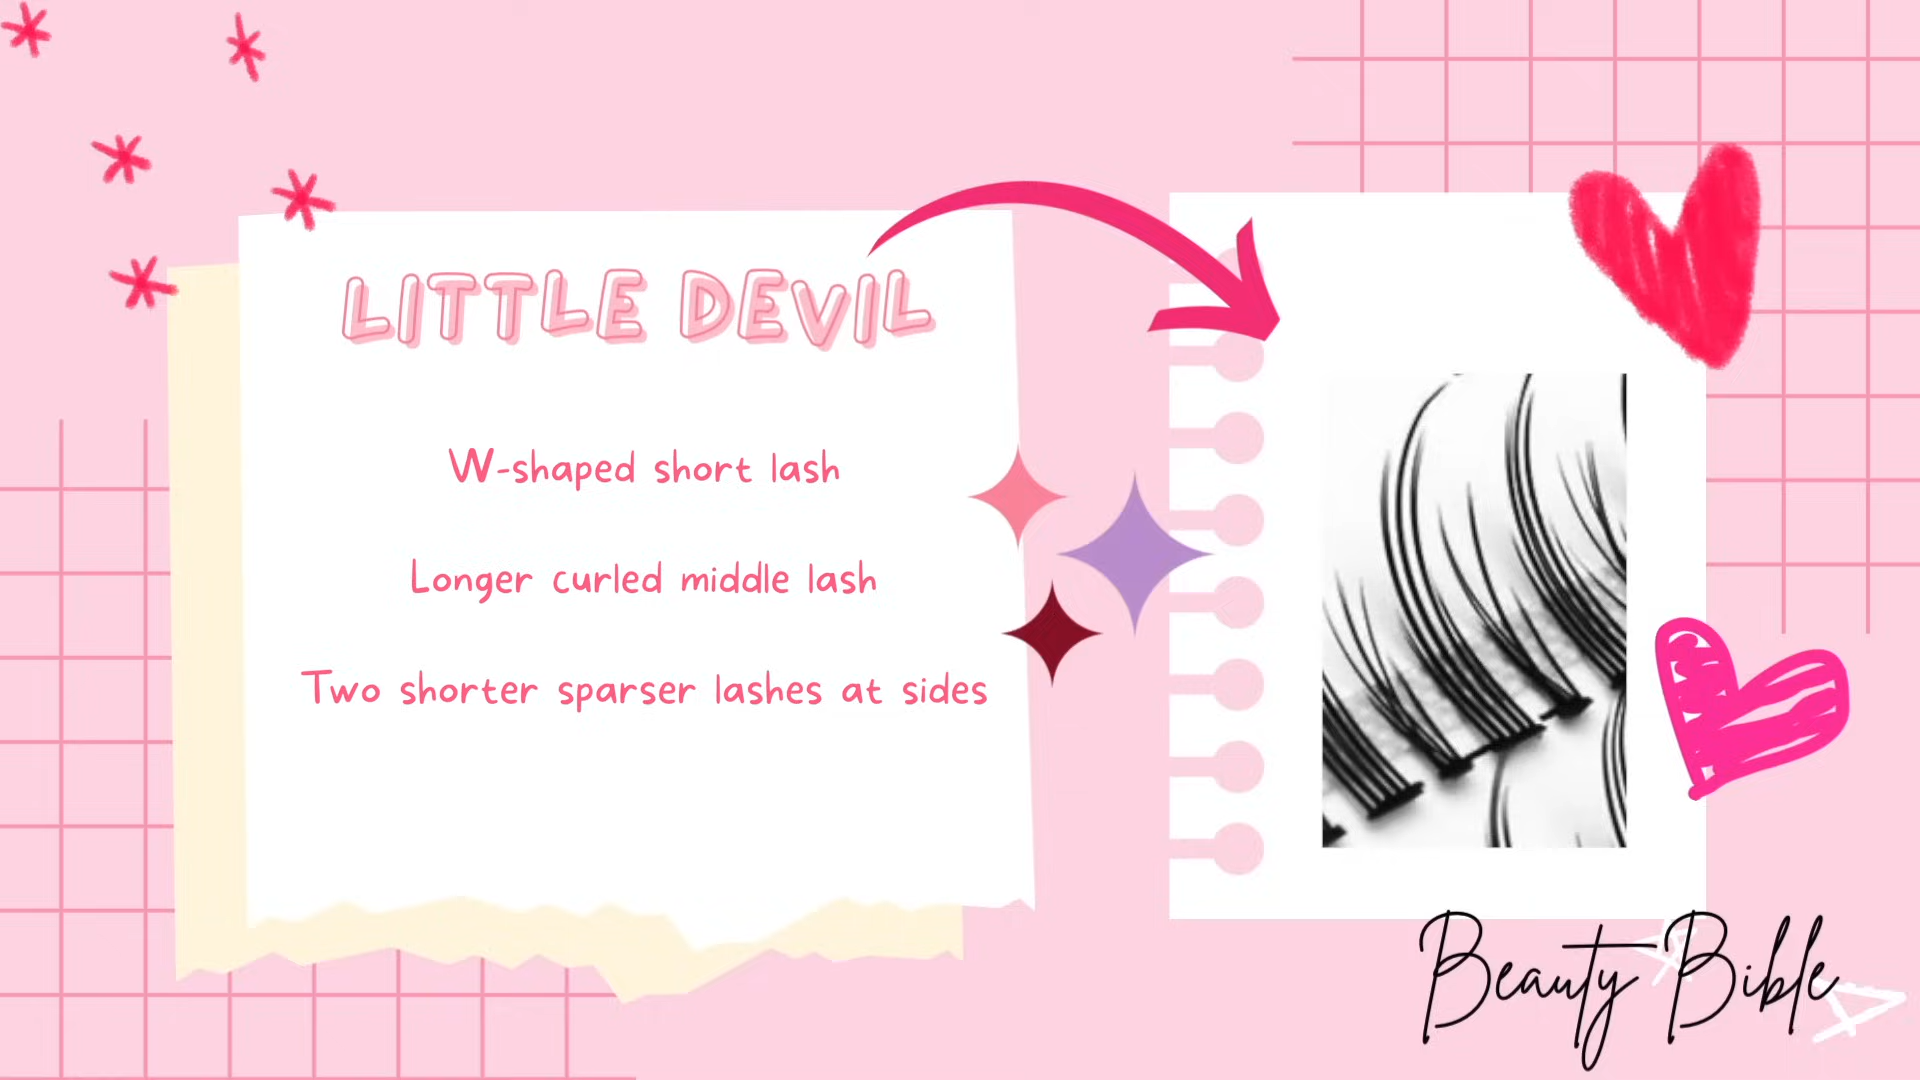 LITTLE DEVIL
W-shaped short lash
Longer curled middle lash
Two shorter sparser lashes at sides
Beauty Bible